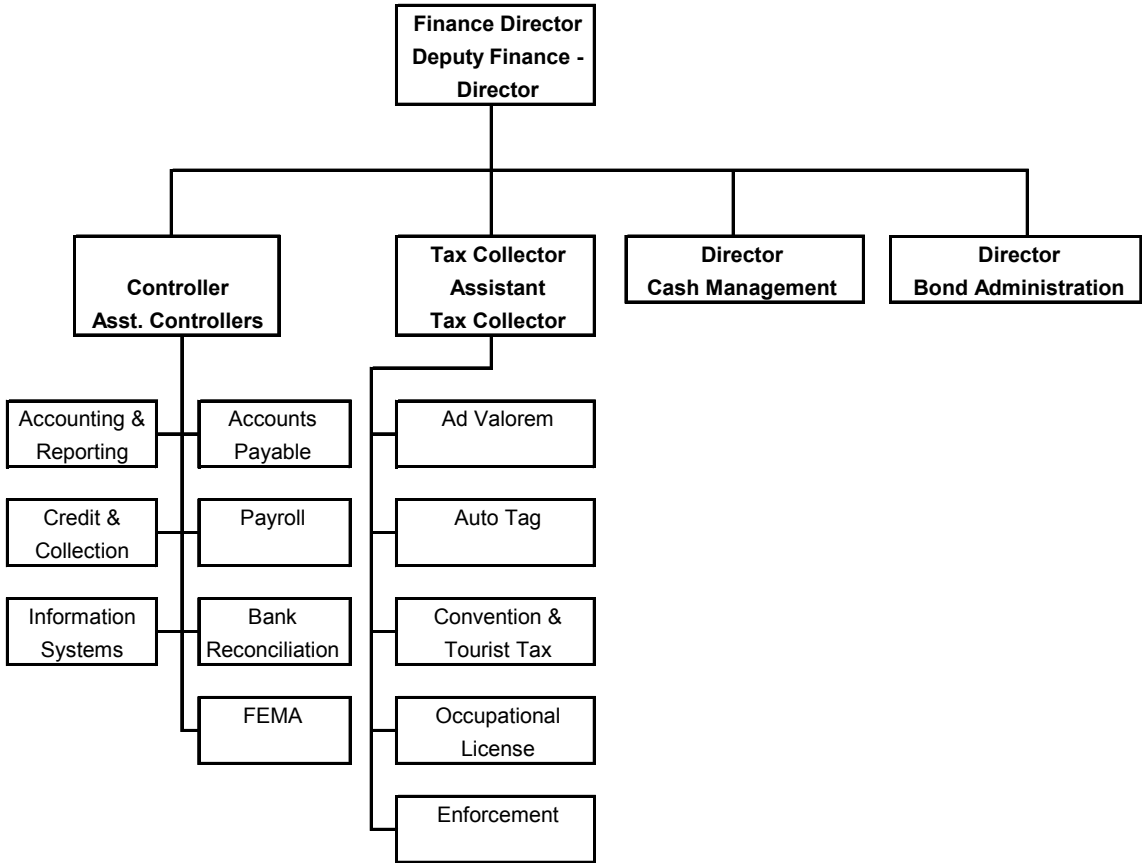 Finance Director
Deputy Finance -
Director
Controller
Asst. Controllers
Tax Collector
Assistant
Tax Collector
Director
Cash Management
Director
Bond Administration
Accounting &
Reporting
Accounts
Payable
Credit &
Collection
Payroll
Information
Systems
Bank
Reconciliation
FEMA
Ad Valorem
Auto Tag
Convention &
Tourist Tax
Occupational
License
Enforcement